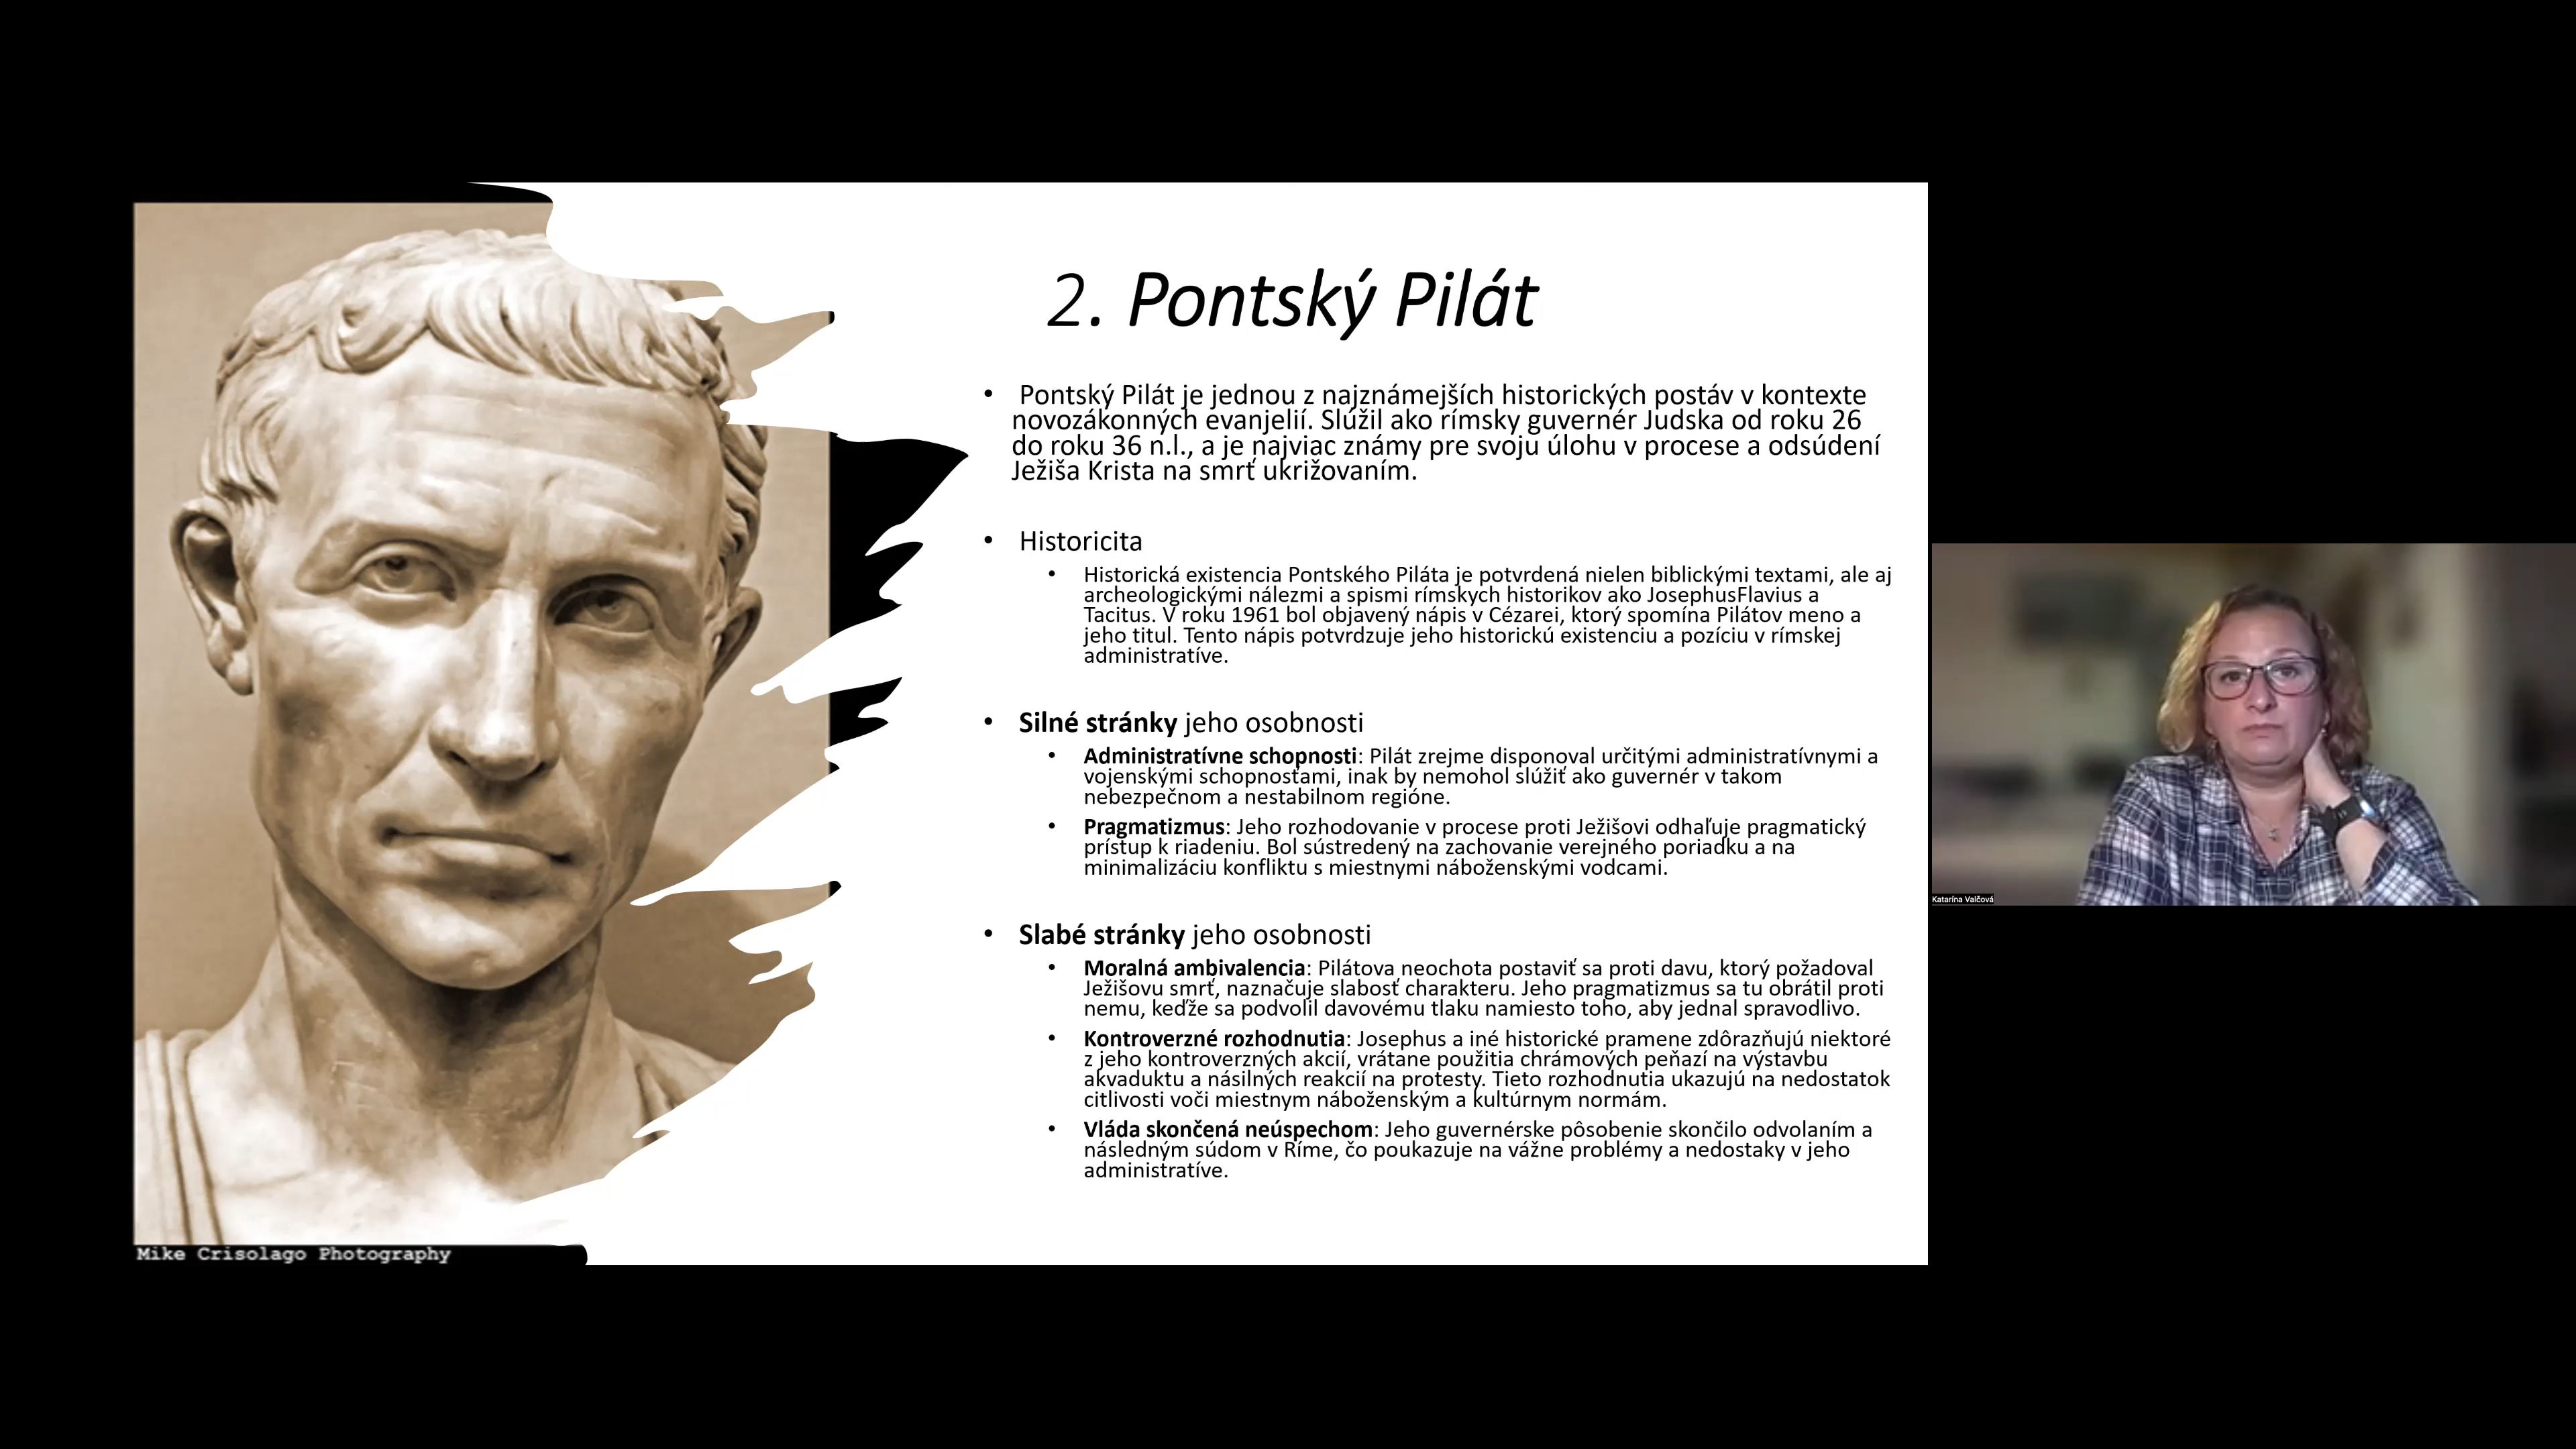 2. Pontský Pilát
• Pontský Pilát je jednou z najznámejších historických postáv v kontexte
novozákonných evanjelií. Slúžil ako rímsky guvernér Judska od roku 26
do roku 36 n.l., a je najviac známy pre svoju úlohu v procese a odsúdení
Ježiša Krista na smrť ukrižovaním.
• Historicita
• Historická existencia Pontského Piláta je potvrdená nielen biblickými textami, ale aj
archeologickými nálezmi a spismi rímskych historikov ako JosephusFlavius a
Tacitus. V roku 1961 bol objavený nápis v Cézarei, ktorý spomína Pilátov meno a
jeho titul. Tento nápis potvrdzuje jeho historickú existenciu a pozíciu v rímskej
administratíve.
• Silné stránky jeho osobnosti
• Administratívne schopnosti: Pilát zrejme disponoval určitými administratívnymi a
vojenskými schopnosťami, inak by nemohol slúžiť ako guvernér v takom
nebezpečnom a nestabilnom regióne.
• Pragmatizmus: Jeho rozhodovanie v procese proti Ježišovi odhaľuje pragmatický
prístup k riadeniu. Bol sústredený na zachovanie verejného poriadku a na
minimalizáciu konfliktu s miestnymi náboženskými vodcami.
• Slabé stránky jeho osobnosti
• Moralná ambivalencia: Pilátova neochota postaviť sa proti davu, ktorý požadoval
Ježišovu smrť, naznačuje slabosť charakteru. Jeho pragmatizmus sa tu obrátil proti
nemu, keďže sa podvolil davovému tlaku namiesto toho, aby jednal spravodlivo.
• Kontroverzné rozhodnutia: Josephus a iné historické pramene zdôrazňujú niektoré
z jeho kontroverzných akcií, vrátane použitia chrámových peňazí na výstavbu
akvaduktu a násilných reakcií na protesty. Tieto rozhodnutia ukazujú na nedostatok
citlivosti voči miestnym náboženským a kultúrnym normám.
• Vláda skončená neúspechom: Jeho guvernérske pôsobenie skončilo odvolaním a
následným súdom v Ríme, čo poukazuje na vážne problémy a nedostaky v jeho
administratíve.
Mike Crisolago Photography
Katarína Valčová